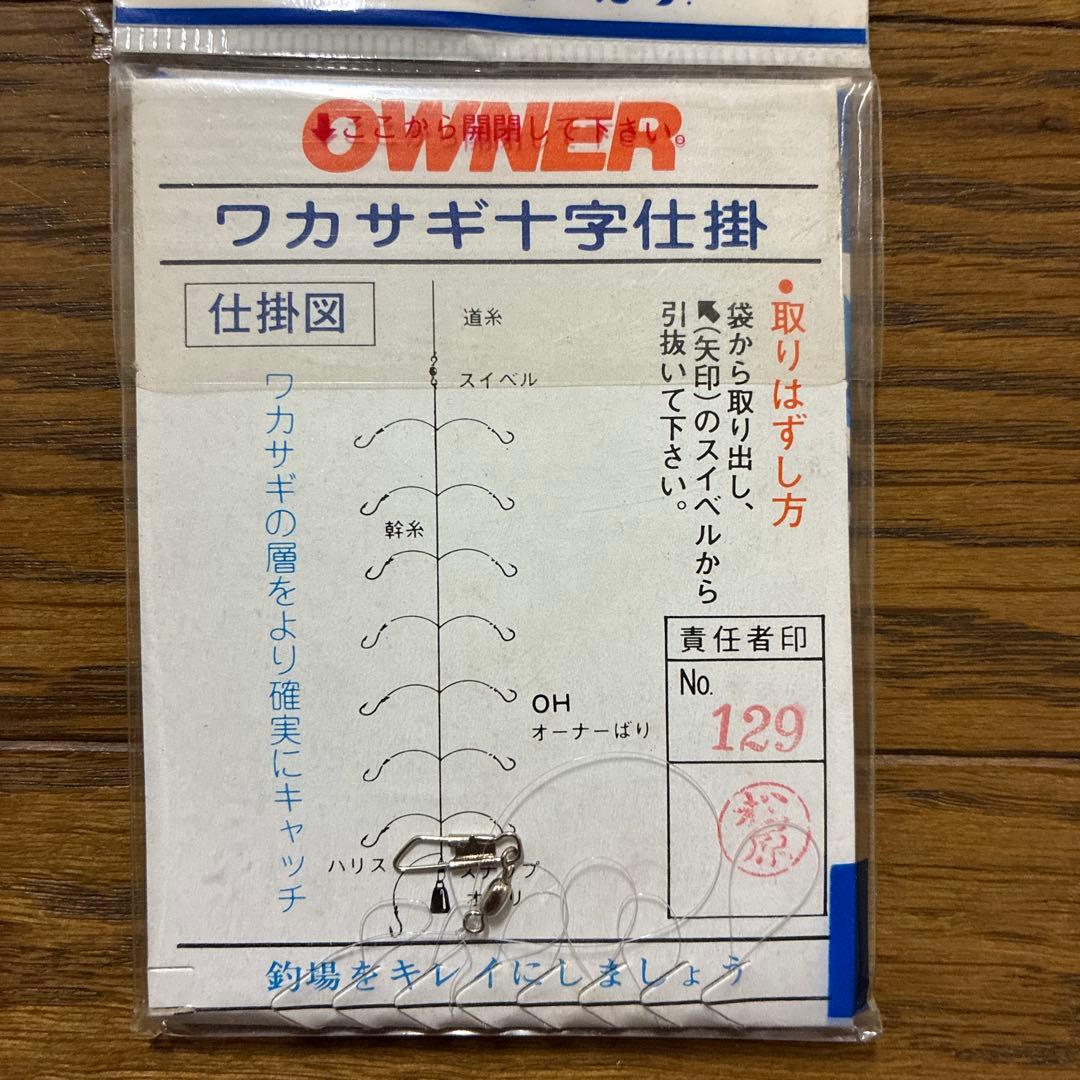 OWNER
ここから開閉して下さい。
ワカサギ十字仕掛
仕掛図
道糸
スイベル
幹糸
OH
オーナーばり
ハリス
ワカサギの層をより確実にキャッチ
・取りはずし方
袋から取り出し、
(矢印)のスイベルから
引抜いて下さい。
責任者印
No.
129
松原
釣場をキレイにしましょう